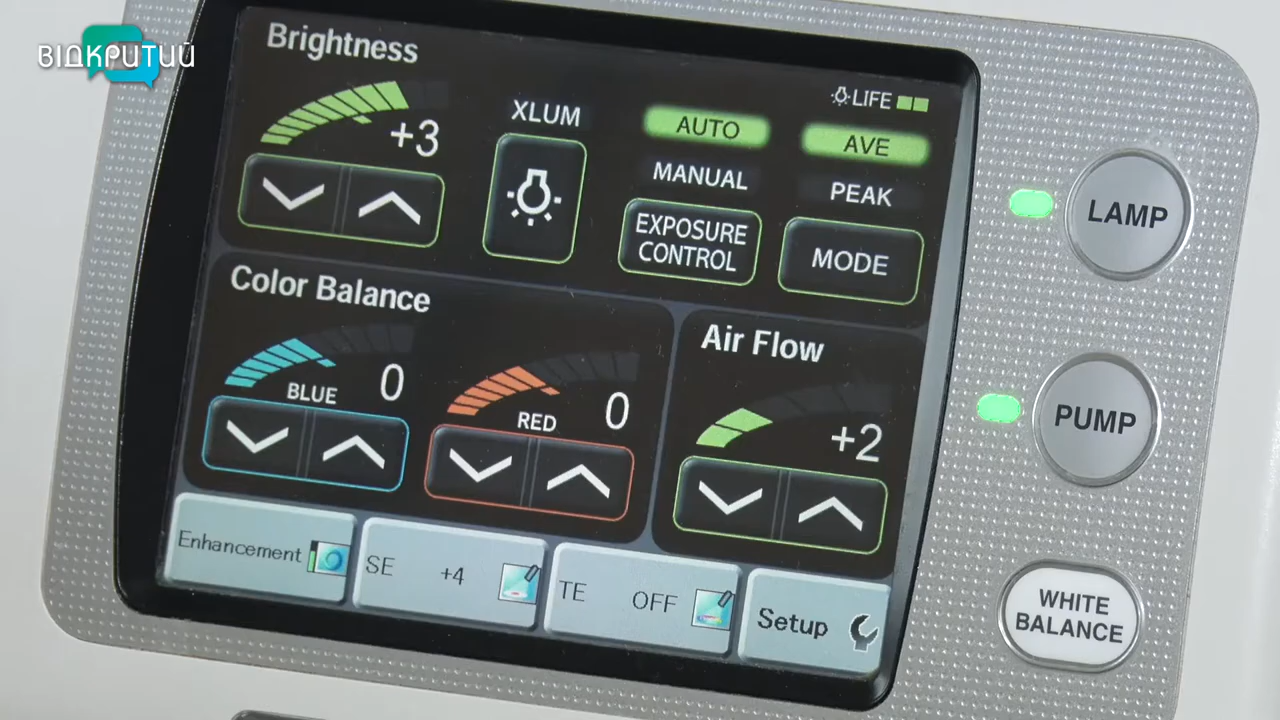 ВІДКРИТИЙ
Brightness
+3
XLUM
LIFE
AUTO
AVE
MANUAL
PEAK
EXPOSURE
CONTROL
MODE
LAMP
Color Balance
BLUE
0
RED
0
Air Flow
+2
PUMP
Enhancement
SE +4
TE OFF
Setup
WHITE
BALANCE